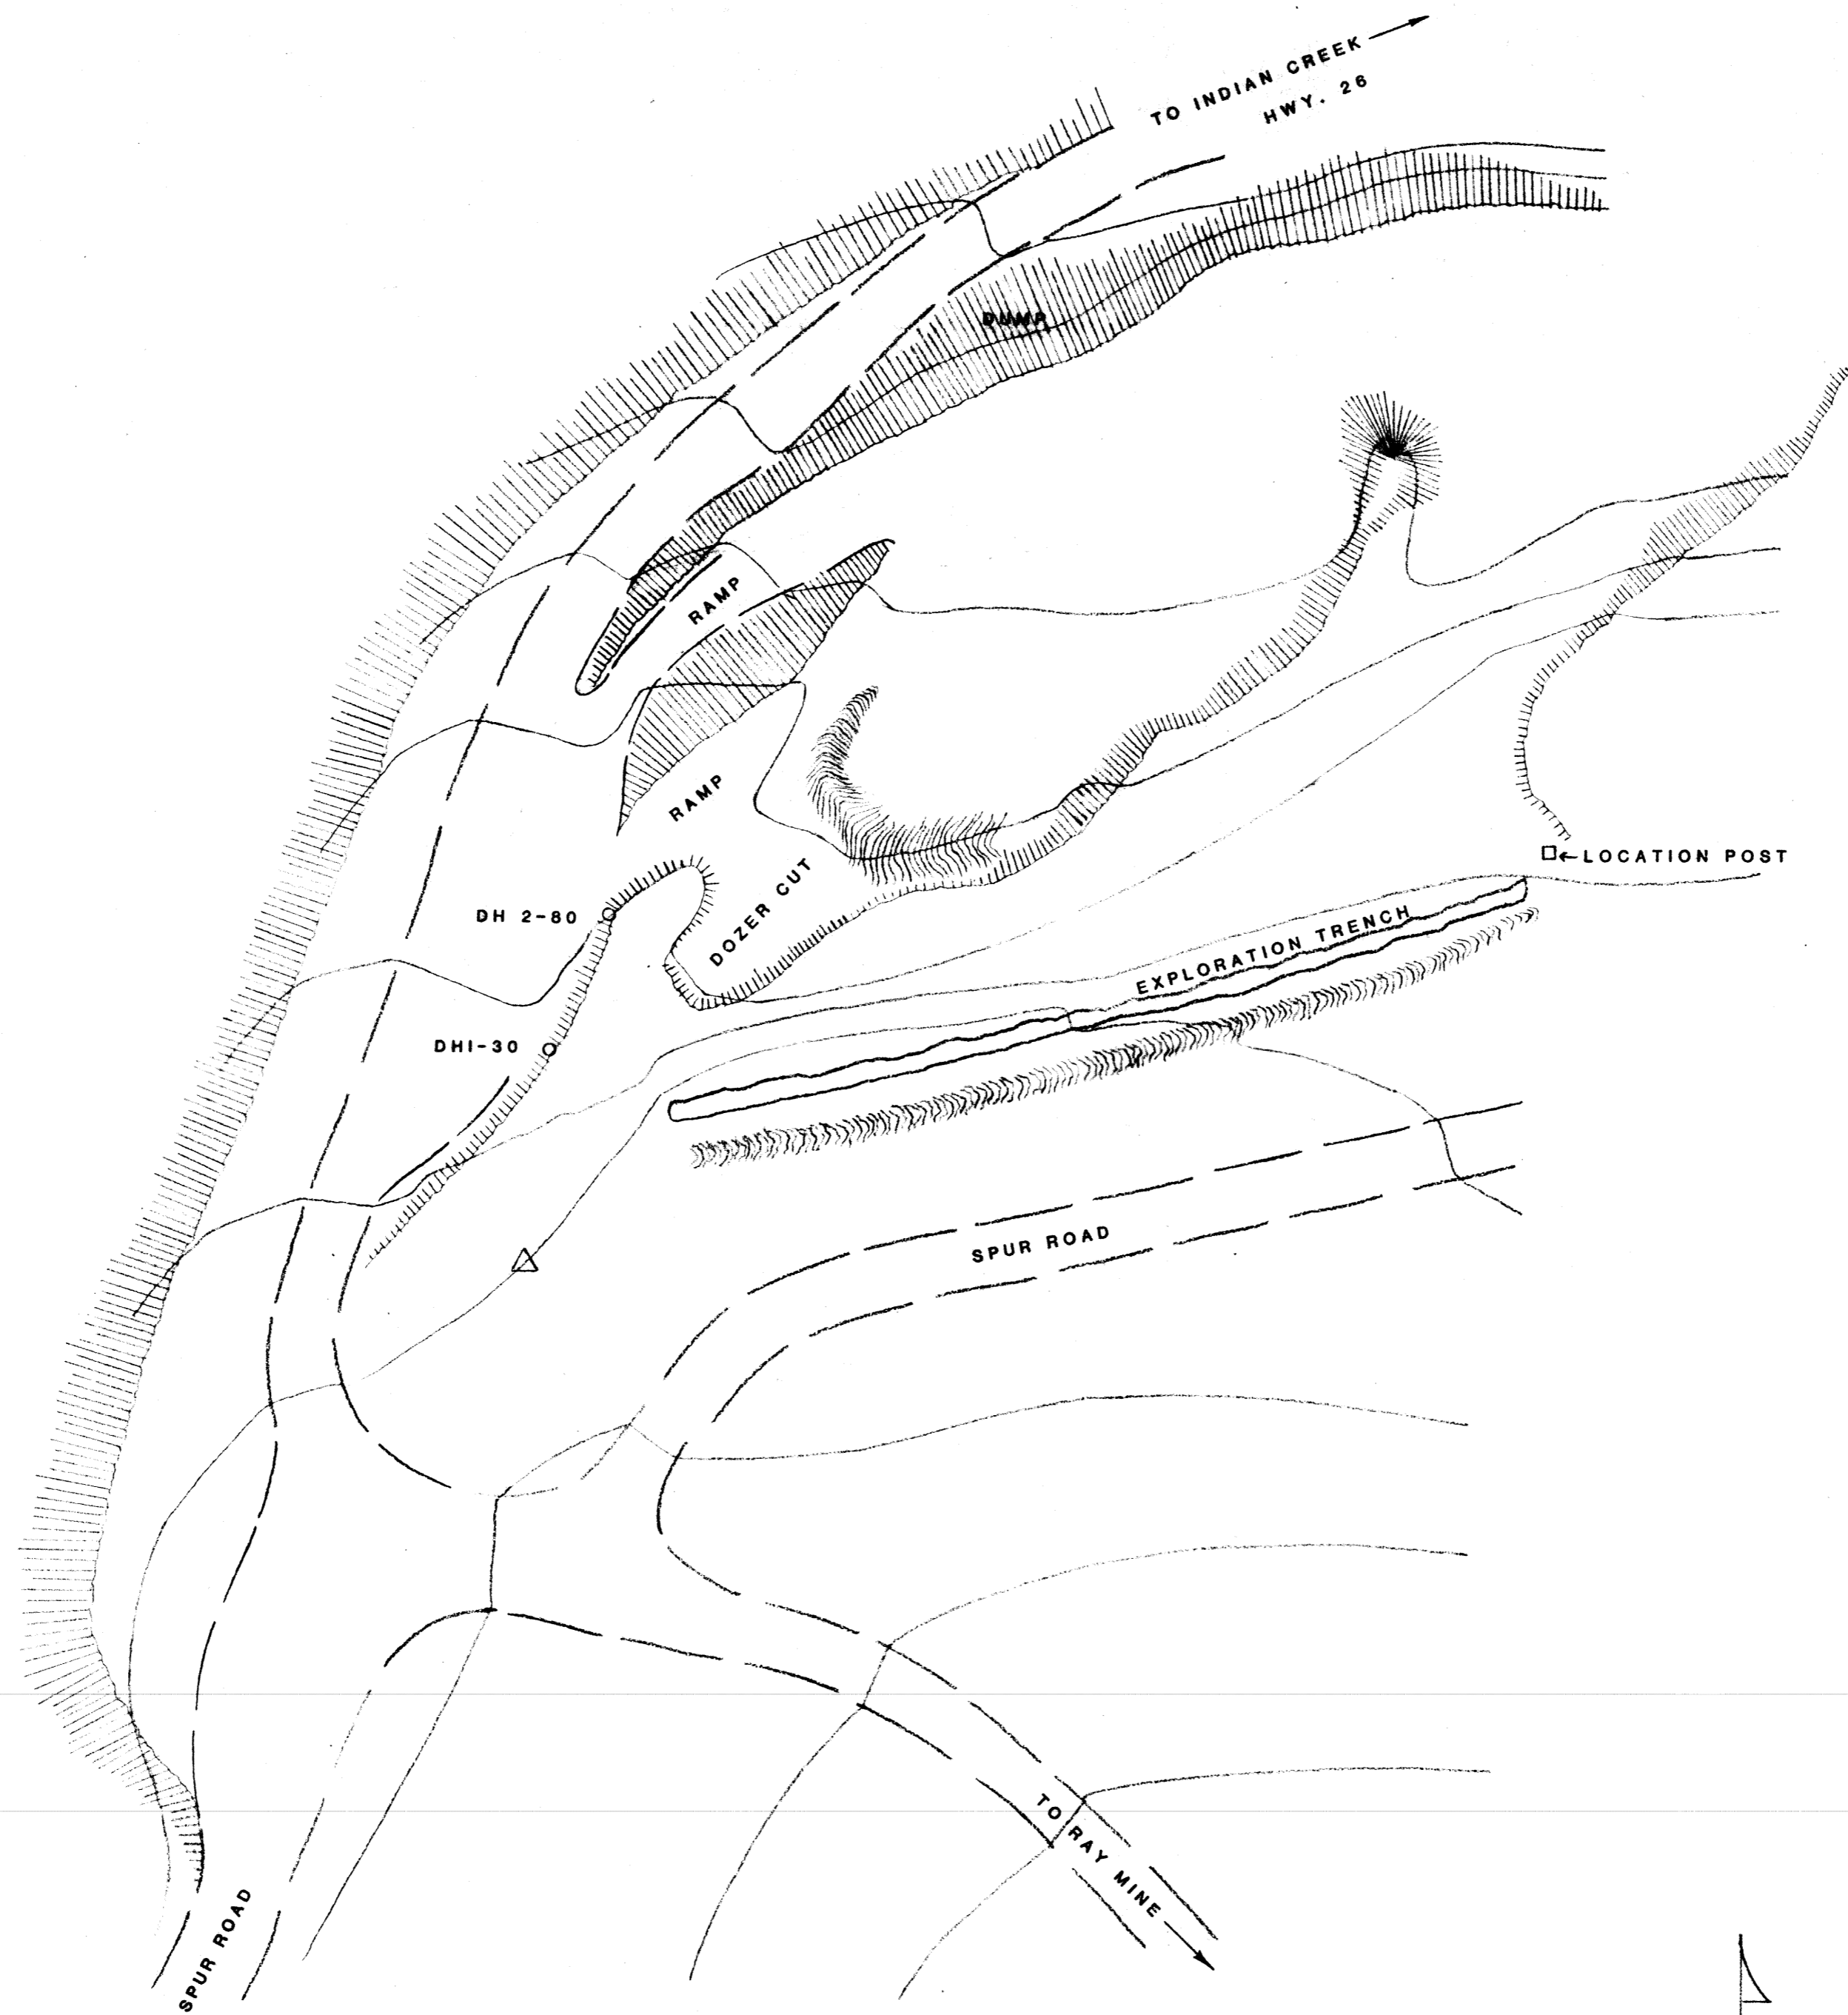 TO INDIAN CREEK
HWY. 26
DUMP
RAMP
RAMP
DOZER CUT
LOCATION POST
DH 2-80
EXPLORATION TRENCH
DH1-30
SPUR ROAD
TO RAY MINE
SPUR ROAD